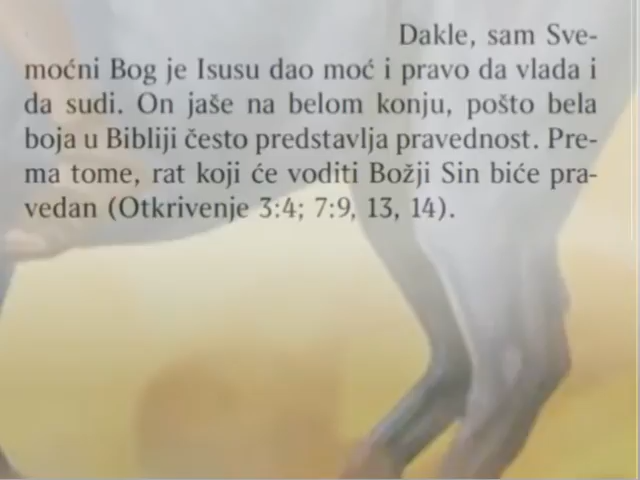 Dakle, sam Sve-
moćni Bog je Isusu dao moć i pravo da vlada i
da sudi. On jaše na belom konju, pošto bela
boja u Bibliji često predstavlja pravednost. Pre-
ma tome, rat koji će voditi Božji Sin biće pra-
vedan (Otkrivenje 3:4; 7:9, 13, 14).